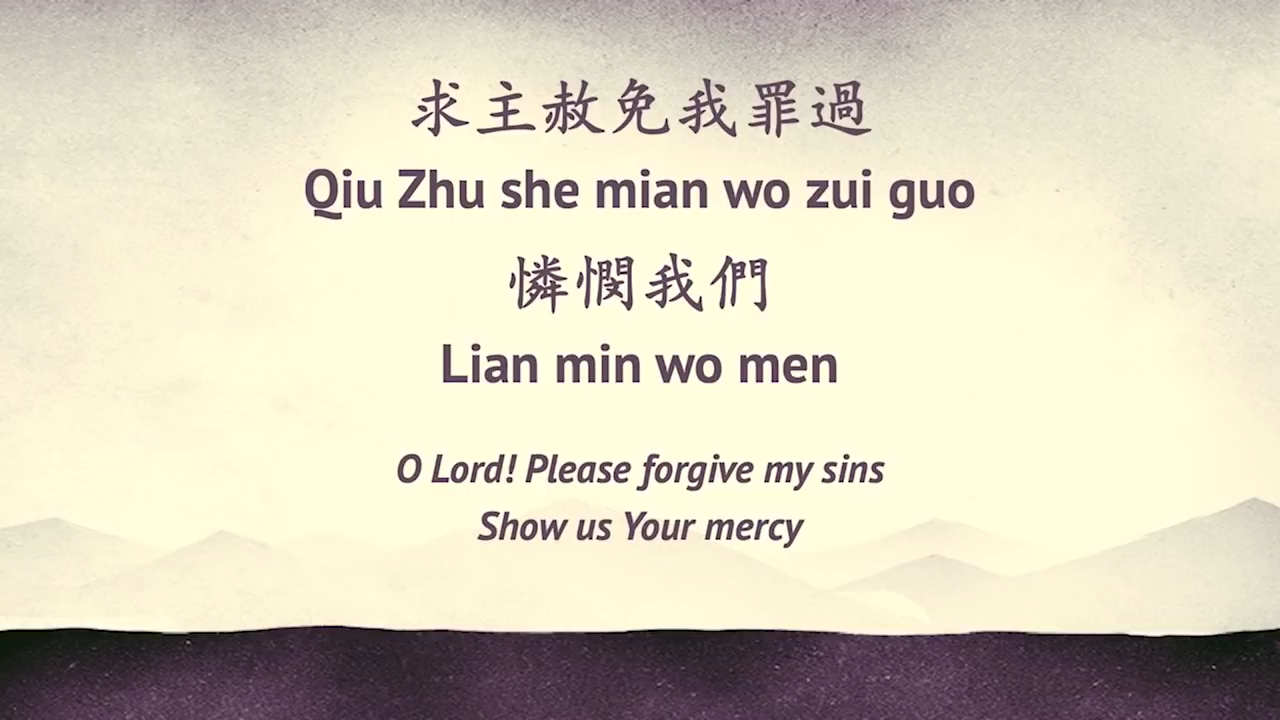 求主赦免我罪過
Qiu Zhu she mian wo zui guo
憐憫我們
Lian min wo men
O Lord! Please forgive my sins
Show us Your mercy